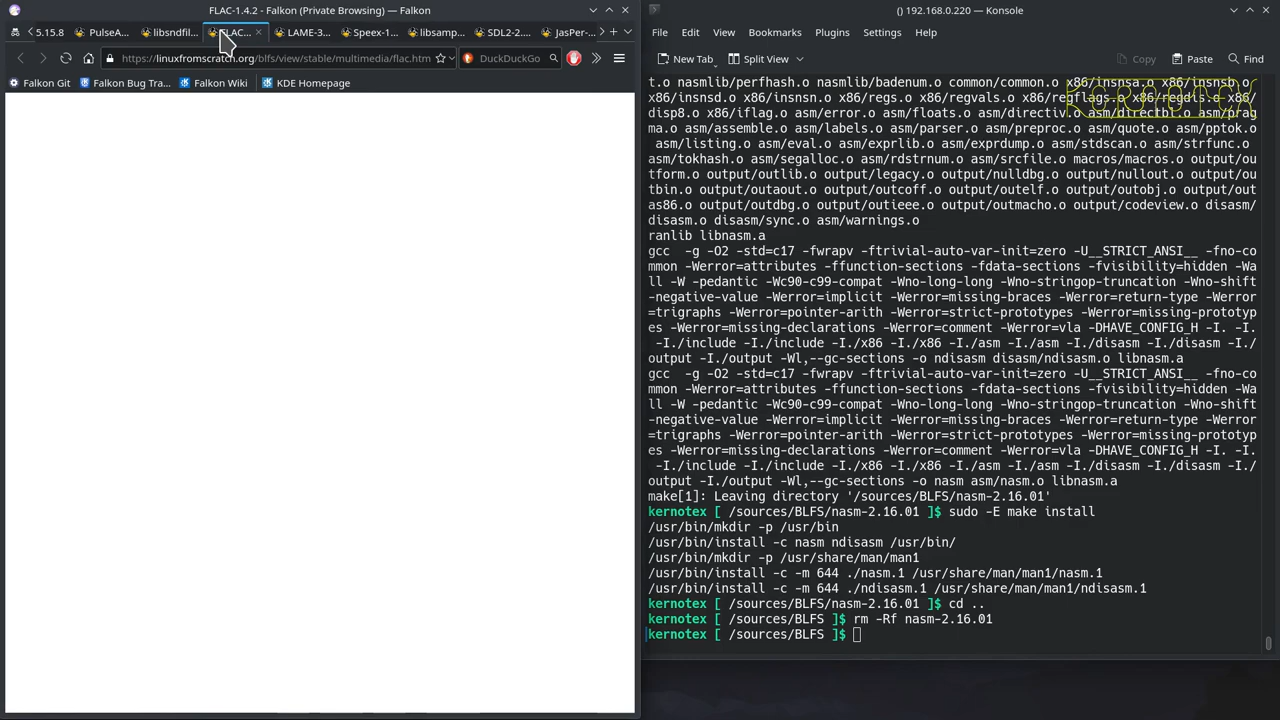 FLAC-1.4.2 - Falkon (Private Browsing) — Falkon
5.15.8 PulseA... libsndfil... FLAC... LAME-3... Speex-1... libsamp... SDL2-2.... JasPer-...
https://linuxfromscratch.org/blfs/view/stable/multimedia/flac.htm DuckDuckGo
Falkon Git Falkon Bug Tra... Falkon Wiki KDE Homepage
() 192.168.0.220 — Konsole
File Edit View Bookmarks Plugins Settings Help
New Tab Split View Copy Paste Find
t.o nasmlib/perfhash.o nasmlib/badenum.o common/common.o x86/insnsa.o x86/insnsb.o
x86/insnsd.o x86/insnsn.o x86/regs.o x86/regvals.o x86/regflags.o x86/regdis.o x86/
disp8.o x86/iflag.o asm/error.o asm/floats.o asm/directiv.o asm/directbl.o asm/prag
ma.o asm/assemble.o asm/labels.o asm/parser.o asm/preproc.o asm/quote.o asm/pptok.o
asm/listing.o asm/eval.o asm/exprlib.o asm/exprdump.o asm/stdscan.o asm/strfunc.o
asm/tokhash.o asm/segalloc.o asm/rdstrnum.o asm/srcfile.o macros/macros.o output/ou
tform.o output/outlib.o output/legacy.o output/nulldbg.o output/nullout.o output/out
bin.o output/outaout.o output/outcoff.o output/outelf.o output/outobj.o output/out
as86.o output/outdbg.o output/outieee.o output/outmacho.o output/codeview.o disasm/
disasm.o disasm/sync.o asm/warnings.o
ranlib libnasm.a
gcc  -g -O2 -std=c17 -fwrapv -ftrivial-auto-var-init=zero -U__STRICT_ANSI__ -fno-co
mmon -Werror=attributes -ffunction-sections -fdata-sections -fvisibility=hidden -Wa
ll -W -pedantic -Wc90-c99-compat -Wno-long-long -Wno-stringop-truncation -Wno-shift
-negative-value -Werror=implicit -Werror=missing-braces -Werror=return-type -Werror
=trigraphs -Werror=pointer-arith -Werror=strict-prototypes -Werror=missing-prototyp
es -Werror=missing-declarations -Werror=comment -Werror=vla -DHAVE_CONFIG_H -I. -I.
-I./include -I./include -I./x86 -I./x86 -I./asm -I./asm -I./disasm -I./disasm -I./
output -I./output -Wl,--gc-sections -o ndisasm disasm/ndisasm.o libnasm.a
gcc  -g -O2 -std=c17 -fwrapv -ftrivial-auto-var-init=zero -U__STRICT_ANSI__ -fno-co
mmon -Werror=attributes -ffunction-sections -fdata-sections -fvisibility=hidden -Wa
ll -W -pedantic -Wc90-c99-compat -Wno-long-long -Wno-stringop-truncation -Wno-shift
-negative-value -Werror=implicit -Werror=missing-braces -Werror=return-type -Werror
=trigraphs -Werror=pointer-arith -Werror=strict-prototypes -Werror=missing-prototyp
es -Werror=missing-declarations -Werror=comment -Werror=vla -DHAVE_CONFIG_H -I. -I.
-I./include -I./include -I./x86 -I./x86 -I./asm -I./asm -I./disasm -I./disasm -I./
output -I./output -Wl,--gc-sections -o nasm asm/nasm.o libnasm.a
make[1]: Leaving directory '/sources/BLFS/nasm-2.16.01'
kernotex [ /sources/BLFS/nasm-2.16.01 ]$ sudo -E make install
/usr/bin/mkdir -p /usr/bin
/usr/bin/install -c nasm ndisasm /usr/bin/
/usr/bin/mkdir -p /usr/share/man/man1
/usr/bin/install -c -m 644 ./nasm.1 /usr/share/man/man1/nasm.1
/usr/bin/install -c -m 644 ./ndisasm.1 /usr/share/man/man1/ndisasm.1
kernotex [ /sources/BLFS/nasm-2.16.01 ]$ cd ..
kernotex [ /sources/BLFS ]$ rm -Rf nasm-2.16.01
kernotex [ /sources/BLFS ]$